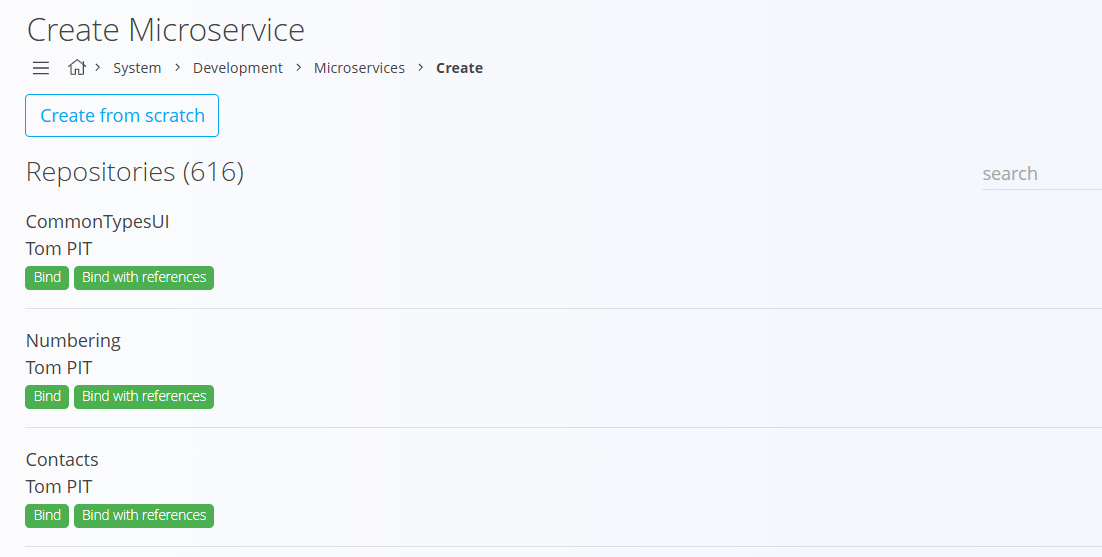 Create Microservice
System > Development > Microservices > Create
Create from scratch
Repositories (616)
search
CommonTypesUI
Tom PIT
Bind Bind with references
Numbering
Tom PIT
Bind Bind with references
Contacts
Tom PIT
Bind Bind with references